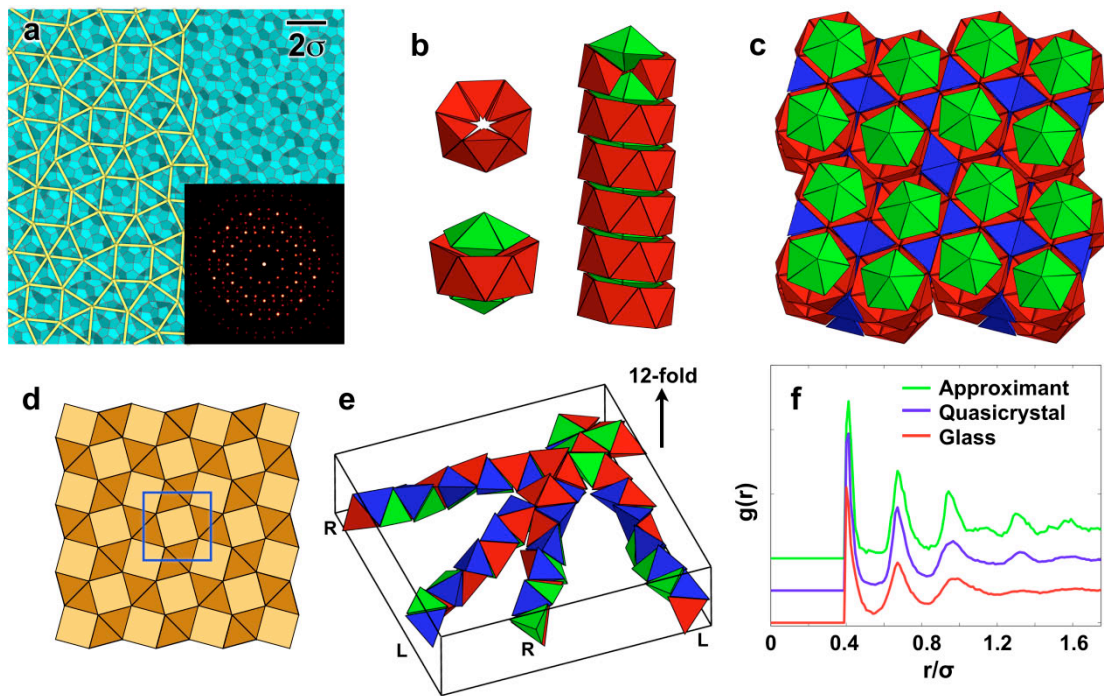 a
2σ
b
c
d
e
12-fold
R
L
R
L
f
Approximant
Quasicrystal
Glass
g(r)
0
0.4
0.8
1.2
1.6
r/σ